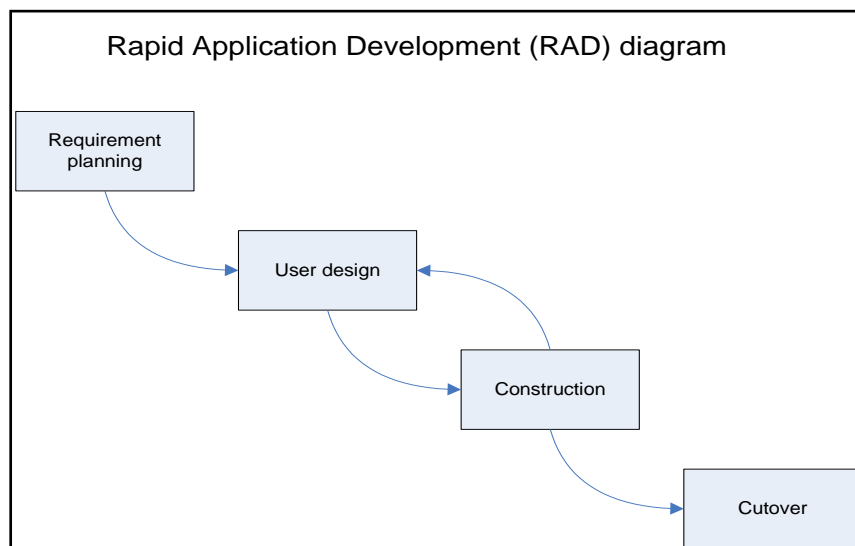 Rapid Application Development (RAD) diagram
Requirement
planning
User design
Construction
Cutover